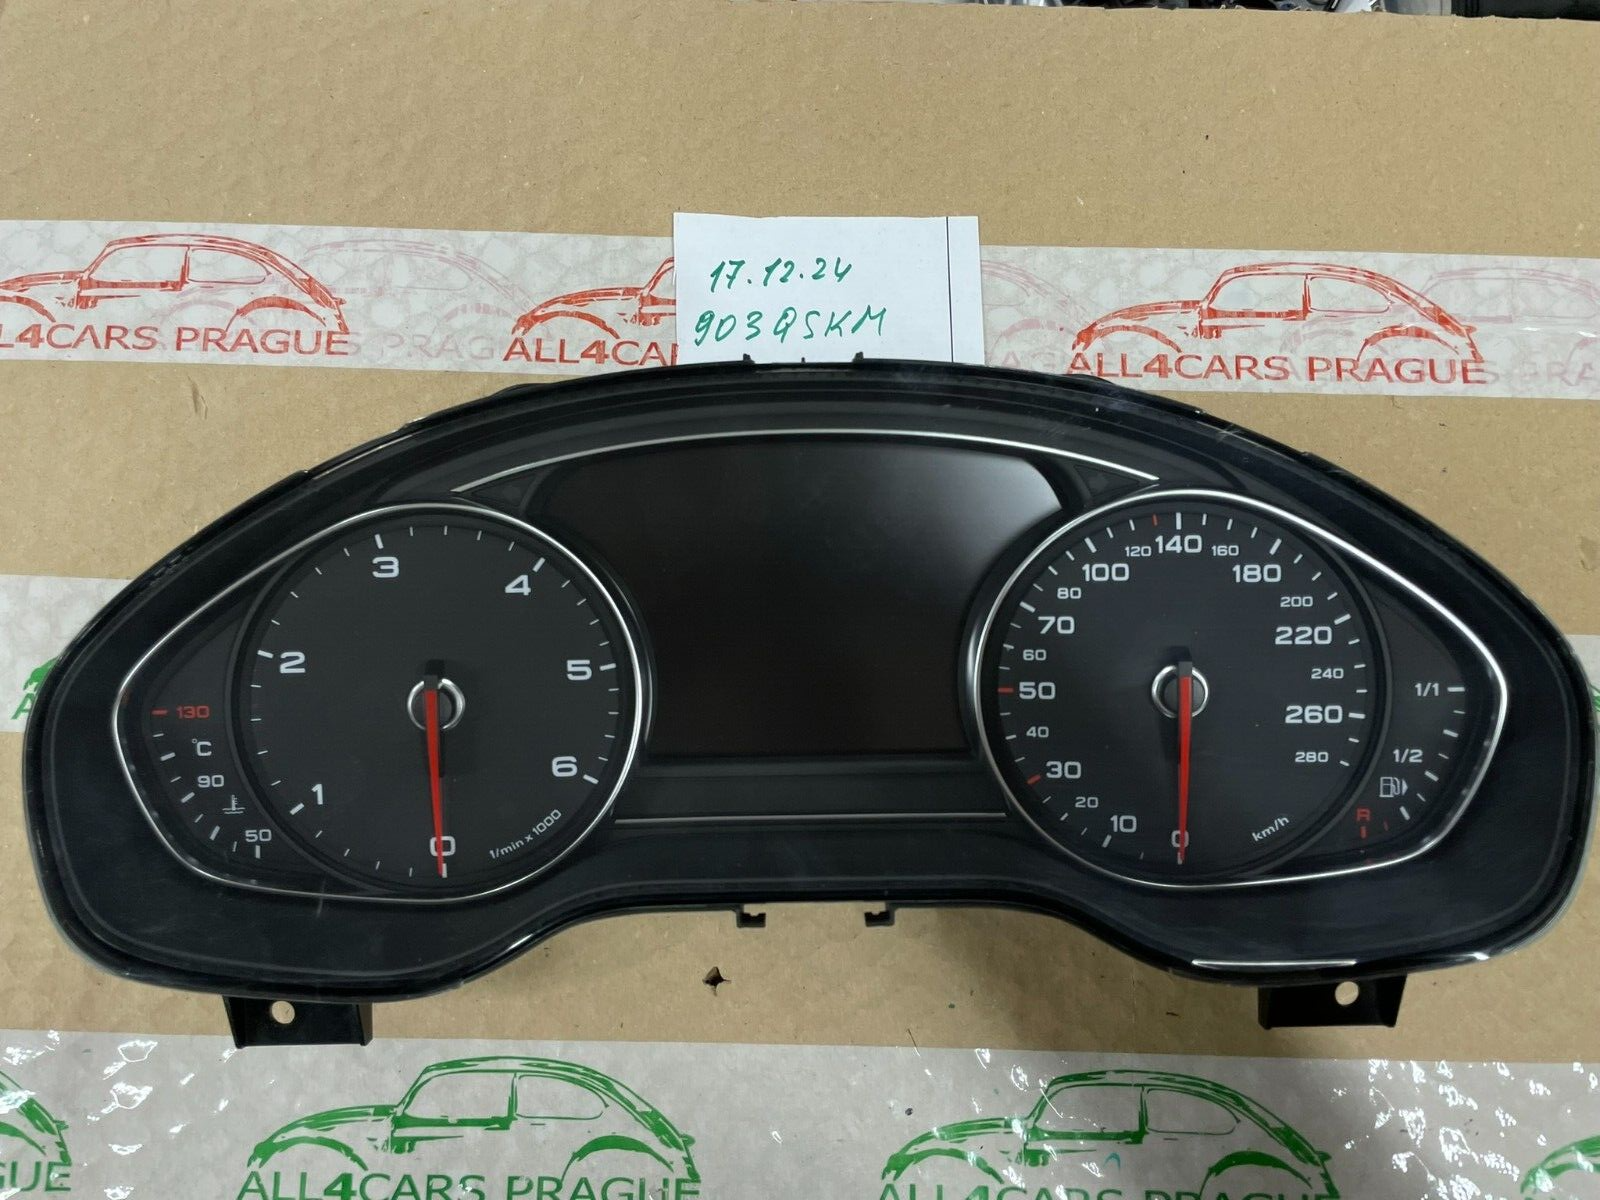 17.12.24
903QSKM
ALL4CARS PRAGUE
ALL4CAR
ALL4CARS PRAGUE
3
4
2
5
1
6
0
1/min x 1000
130
°C
90
50
120 140 160
100 180
80 200
70 220
60 240
50 260
40 280
30
20
10
0
km/h
1/1
1/2
R
ALL4CARS PRAGUE
ALL4CARS PRAGUE